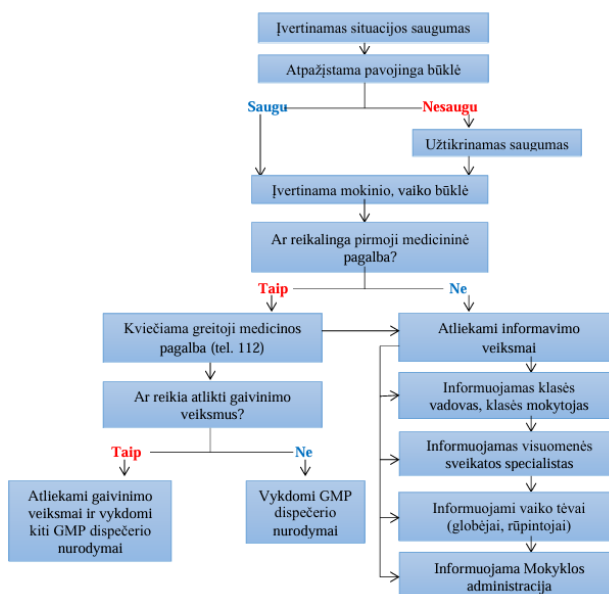 Įvertinamas situacijos saugumas
Atpažįstama pavojinga būklė
Saugu
Nesaugu
Užtikrinamas saugumas
Įvertinama mokinio, vaiko būklė
Ar reikalinga pirmoji medicininė
pagalba?
Taip
Ne
Kviečiama greitoji medicinos
pagalba (tel. 112)
Atliekami informavimo
veiksmai
Ar reikia atlikti gaivinimo
veiksmus?
Informuojamas klasės
vadovas, klasės mokytojas
Taip
Ne
Informuojamas visuomenės
sveikatos specialistas
Atliekami gaivinimo
veiksmai ir vykdomi
kiti GMP dispečerio
nurodymai
Vykdomi GMP
dispečerio
nurodymai
Informuojami vaiko tėvai
(globėjai, rūpintojai)
Informuojama Mokyklos
administracija